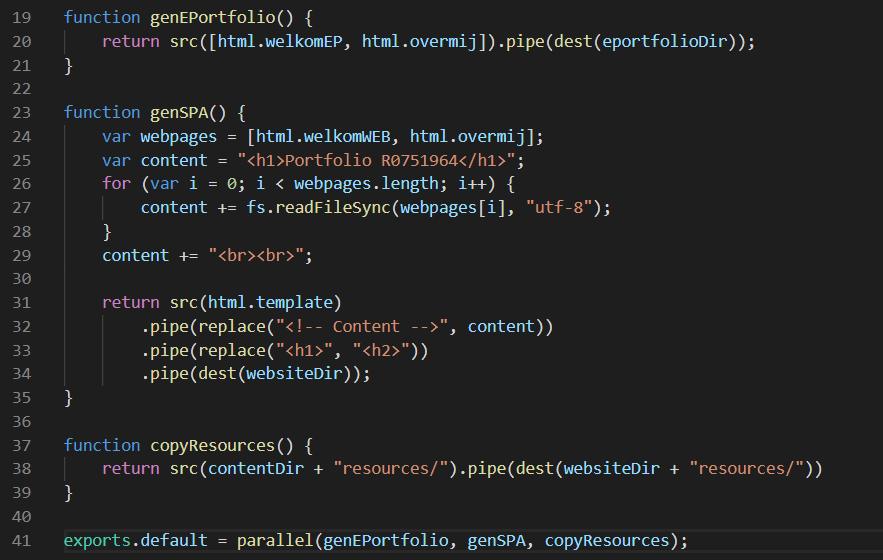 19 function genEPortfolio() {
20     return src([html.welkomEP, html.overmij]).pipe(dest(eportfolioDir));
21 }
22
23 function genSPA() {
24     var webpages = [html.welkomWEB, html.overmij];
25     var content = "<h1>Portfolio R0751964</h1>";
26     for (var i = 0; i < webpages.length; i++) {
27         content += fs.readFileSync(webpages[i], "utf-8");
28     }
29     content += "<br><br>";
30
31     return src(html.template)
32         .pipe(replace("<!-- Content -->", content))
33         .pipe(replace("<h1>", "<h2>"))
34         .pipe(dest(websiteDir));
35 }
36
37 function copyResources() {
38     return src(contentDir + "resources/").pipe(dest(websiteDir + "resources/"))
39 }
40
41 exports.default = parallel(genEPortfolio, genSPA, copyResources);